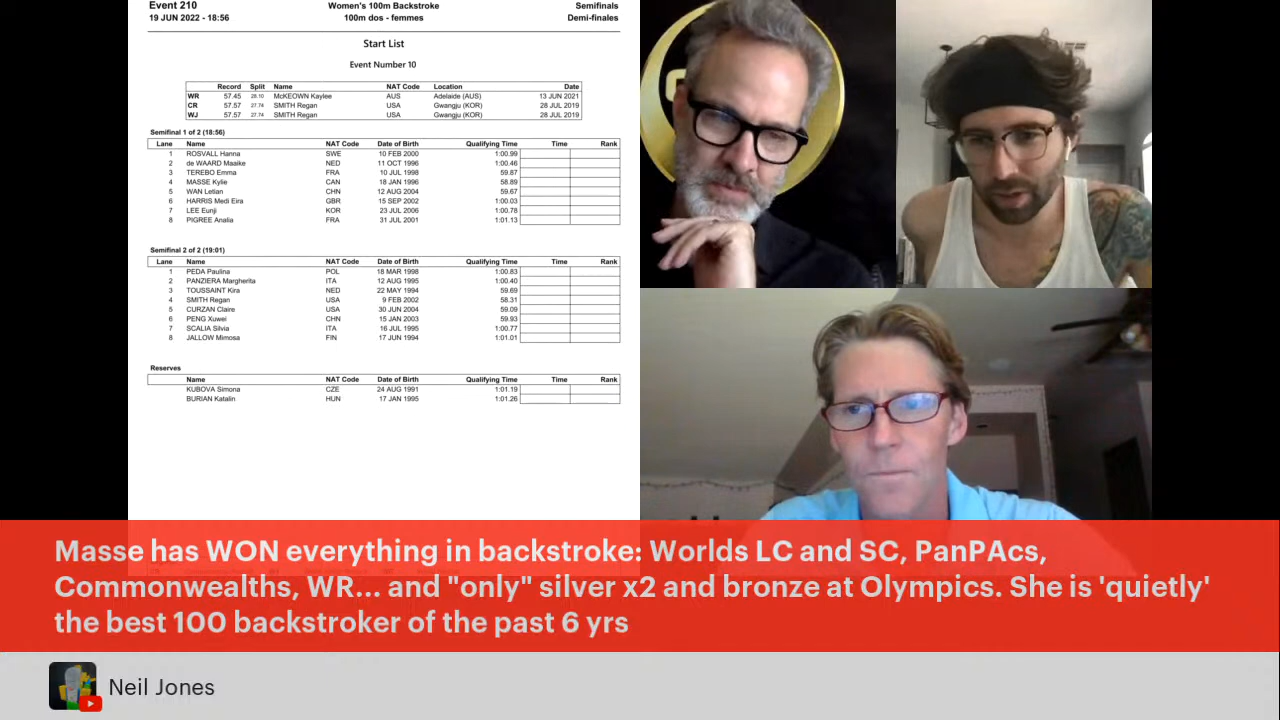 Event 210 Women's 100m Backstroke Semifinals
19 JUN 2022 - 18:56 100m dos - femmes Demi-finales
Start List
Event Number 10
Record Split Name NAT Code Location Date
WR 57.45 28.10 McKEOWN Kaylee AUS Adelaide (AUS) 13 JUN 2021
CR 57.57 27.74 SMITH Regan USA Gwangju (KOR) 28 JUL 2019
WJ 57.57 27.74 SMITH Regan USA Gwangju (KOR) 28 JUL 2019
Semifinal 1 of 2 (18:56)
Lane Name NAT Code Date of Birth Qualifying Time Time Rank
1 ROSVALL Hanna SWE 10 FEB 2000 1:00.99
2 de WAARD Maaike NED 11 OCT 1996 1:00.46
3 TEREBO Emma FRA 10 JUL 1998 59.87
4 MASSE Kylie CAN 18 JAN 1996 58.89
5 WAN Letian CHN 12 AUG 2004 59.67
6 HARRIS Medi Eira GBR 15 SEP 2002 1:00.03
7 LEE Eunji KOR 23 JUL 2006 1:00.78
8 PIGREE Analia FRA 31 JUL 2001 1:01.13
Semifinal 2 of 2 (19:01)
Lane Name NAT Code Date of Birth Qualifying Time Time Rank
1 PEDA Paulina POL 18 MAR 1998 1:00.83
2 PANZIERA Margherita ITA 12 AUG 1995 1:00.40
3 TOUSSAINT Kira NED 22 MAY 1994 59.69
4 SMITH Regan USA 9 FEB 2002 58.31
5 CURZAN Claire USA 30 JUN 2004 59.09
6 PENG Xuwei CHN 15 JAN 2003 59.93
7 SCALIA Silvia ITA 16 JUL 1995 1:00.77
8 JALLOW Mimosa FIN 17 JUN 1994 1:01.01
Reserves
Name NAT Code Date of Birth Qualifying Time Time Rank
KUBOVA Simona CZE 24 AUG 1991 1:01.19
BURIAN Katalin HUN 17 JAN 1995 1:01.26
Masse has WON everything in backstroke: Worlds LC and SC, PanPAcs,
Commonwealths, WR... and "only" silver x2 and bronze at Olympics. She is 'quietly'
the best 100 backstroker of the past 6 yrs
Neil Jones